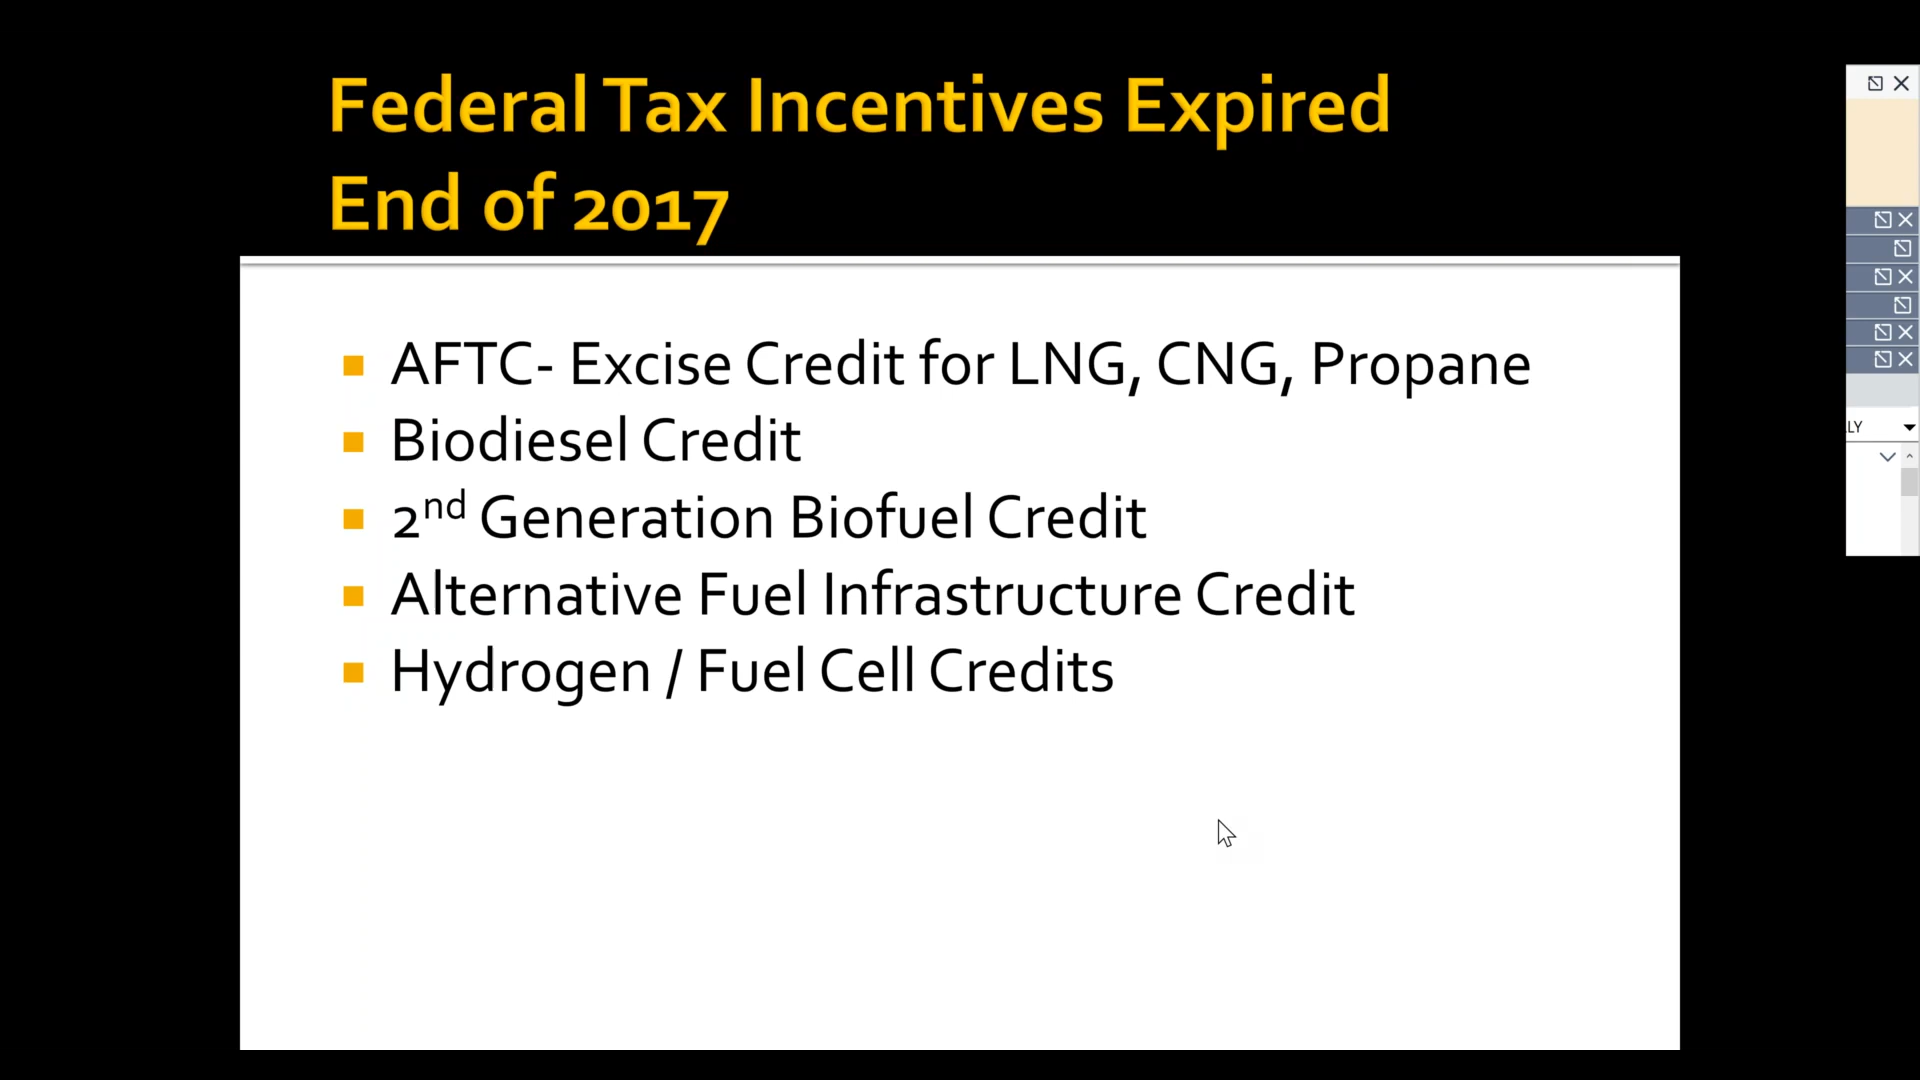 Federal Tax Incentives Expired
End of 2017
AFTC- Excise Credit for LNG, CNG, Propane
Biodiesel Credit
2nd Generation Biofuel Credit
Alternative Fuel Infrastructure Credit
Hydrogen / Fuel Cell Credits
LY